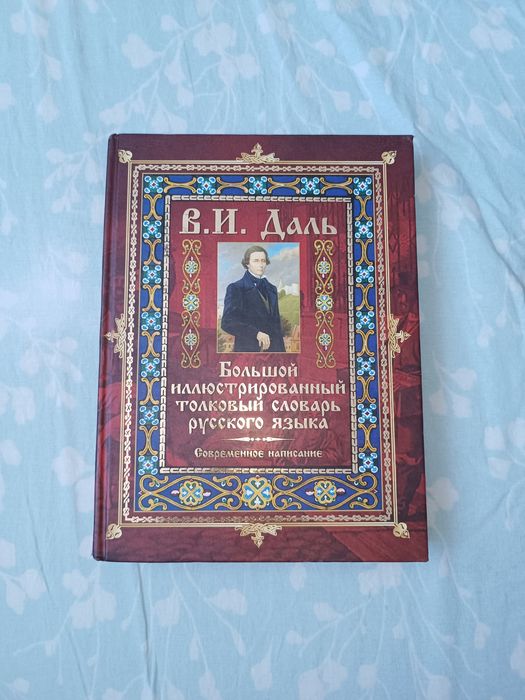 В.И. Даль
Большой
иллюстрированный
толковый словарь
русского языка
Современное написание